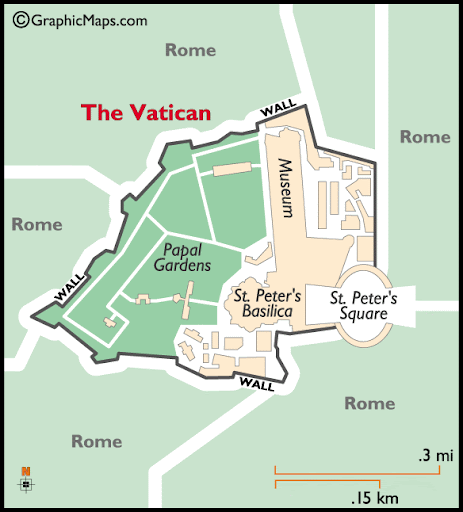 ©GraphicMaps.com
Rome
The Vatican
WALL
Rome
Museum
Rome
Papal
Gardens
WALL
St. Peter's
Basilica
St. Peter's
Square
WALL
Rome
Rome
.3 mi
N
.15 km